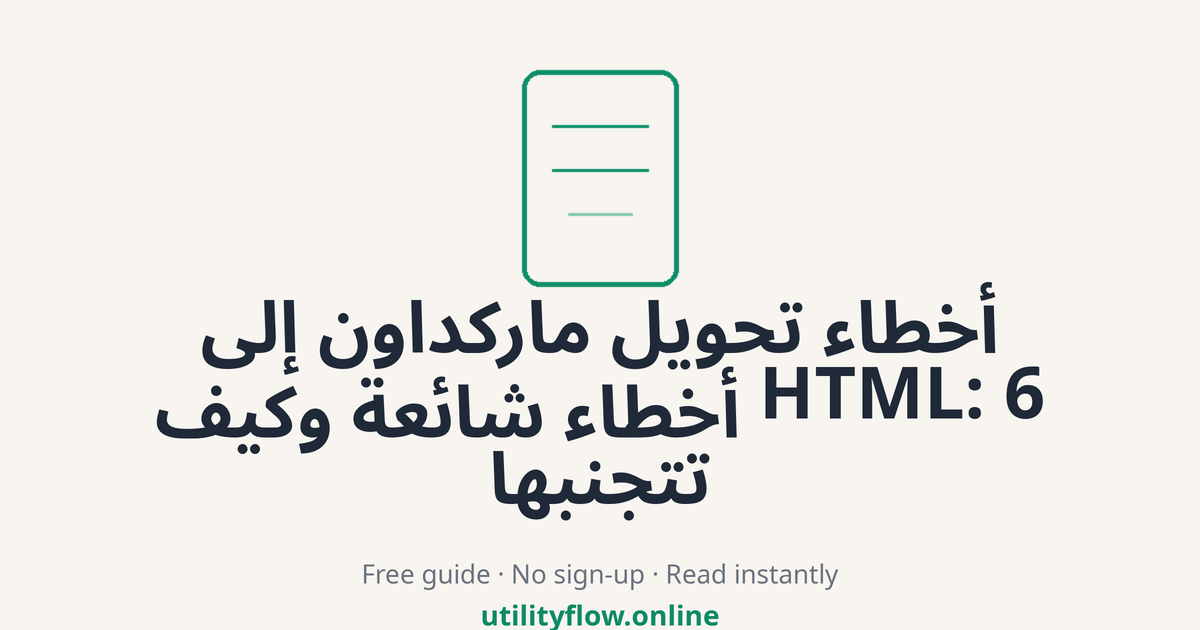 أخطاء تحويل ماركداون إلى
HTML: 6 أخطاء شائعة وكيف
تتجنبها
Free guide · No sign-up · Read instantly
utilityflow.online